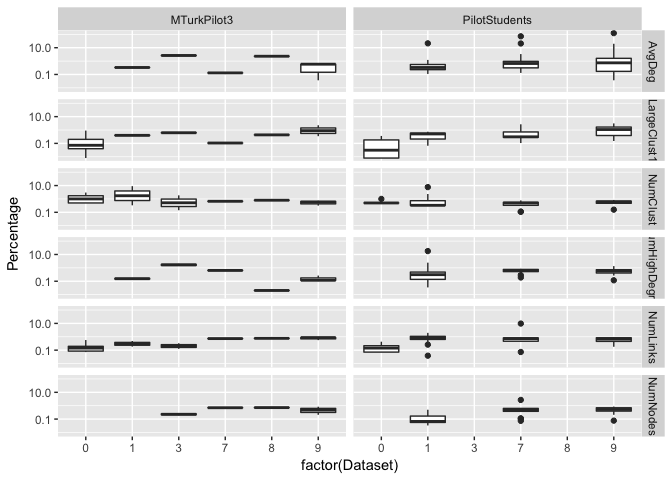 MTurkPilot3 PilotStudents
10.0
0.1
AvgDeg
10.0
0.1
LargeClust1
10.0
0.1
NumClust
10.0
0.1
umHighDegr
10.0
0.1
NumLinks
10.0
0.1
NumNodes
Percentage
0 1 3 7 8 9 0 1 3 7 8 9
factor(Dataset)